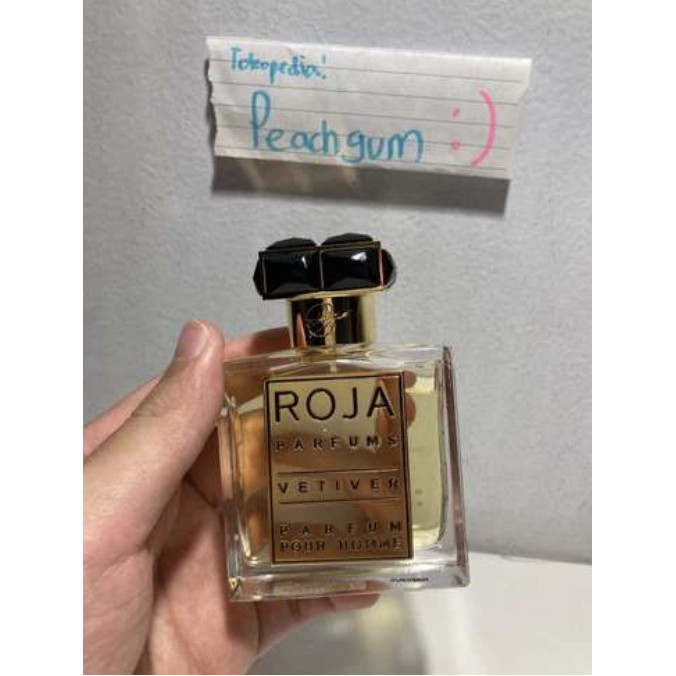 Tokopedia:
Peachgum :)
ROJA
PARFUMS
VETIVER
PARFUM
POUR HOMME